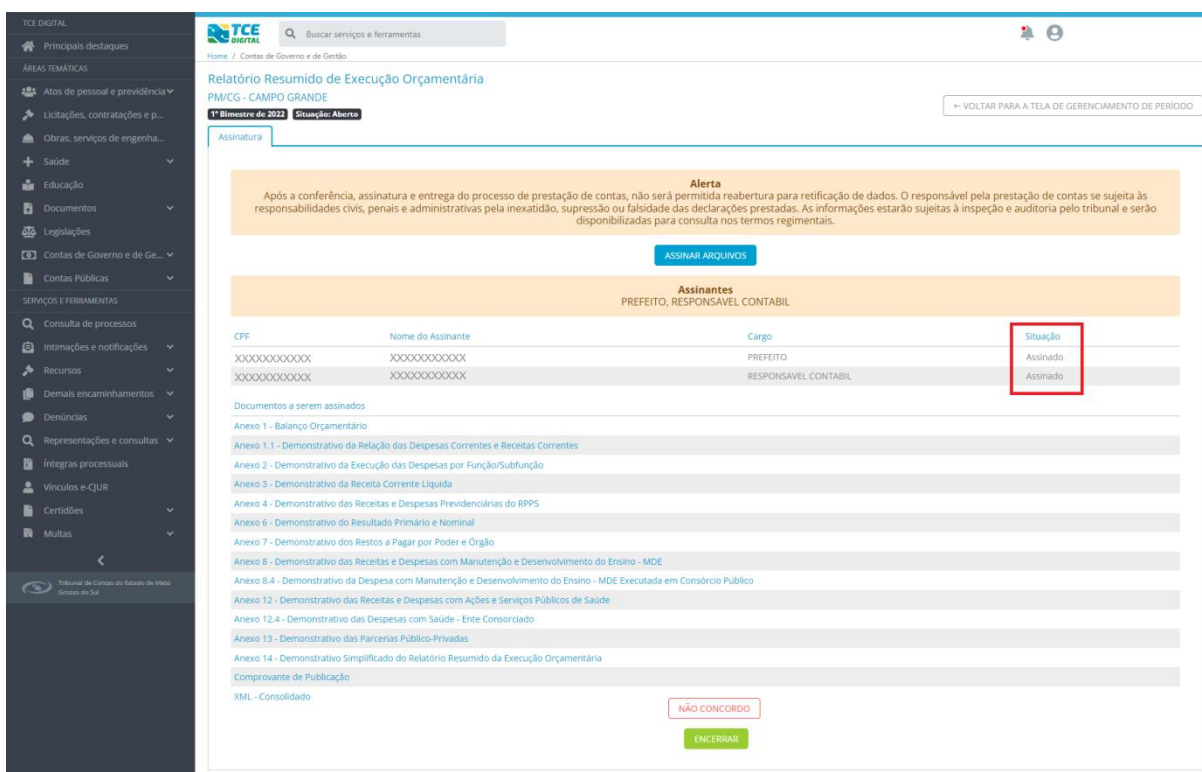 TCE DIGITAL
Principais destaques
ÁREAS TEMÁTICAS
Atos de pessoal e previdência
Licitações, contratações e p...
Obras, serviços de engenha...
Saúde
Educação
Documentos
Legislações
Contas de Governo e de Ge...
Contas Públicas
SERVIÇOS E FERRAMENTAS
Consulta de processos
Intimações e notificações
Recursos
Demais encaminhamentos
Denúncias
Representações e consultas
Íntegras processuais
Vínculos e-CJUR
Certidões
Multas
Tribunal de Contas do Estado de Mato
Grosso do Sul
TCE
DIGITAL
Buscar serviços e ferramentas
Home / Contas de Governo e de Gestão
Relatório Resumido de Execução Orçamentária
PM/CG - CAMPO GRANDE
1º Bimestre de 2022 Situação: Aberto
← VOLTAR PARA A TELA DE GERENCIAMENTO DE PERÍODO
Assinatura
Alerta
Após a conferência, assinatura e entrega do processo de prestação de contas, não será permitida reabertura para retificação de dados. O responsável pela prestação de contas se sujeita às
responsabilidades civis, penais e administrativas pela inexatidão, supressão ou falsidade das declarações prestadas. As informações estarão sujeitas à inspeção e auditoria pelo tribunal e serão
disponibilizadas para consulta nos termos regimentais.
ASSINAR ARQUIVOS
Assinantes
PREFEITO, RESPONSAVEL CONTABIL
CPF Nome do Assinante Cargo Situação
XXXXXXXXXXX XXXXXXXXXXX PREFEITO Assinado
XXXXXXXXXXX XXXXXXXXXXX RESPONSAVEL CONTABIL Assinado
Documentos a serem assinados
Anexo 1 - Balanço Orçamentário
Anexo 1.1 - Demonstrativo da Relação das Despesas Correntes e Receitas Correntes
Anexo 2 - Demonstrativo da Execução das Despesas por Função/Subfunção
Anexo 3 - Demonstrativo da Receita Corrente Líquida
Anexo 4 - Demonstrativo das Receitas e Despesas Previdenciárias do RPPS
Anexo 6 - Demonstrativo do Resultado Primário e Nominal
Anexo 7 - Demonstrativo dos Restos a Pagar por Poder e Órgão
Anexo 8 - Demonstrativo das Receitas e Despesas com Manutenção e Desenvolvimento do Ensino - MDE
Anexo 8.4 - Demonstrativo da Despesa com Manutenção e Desenvolvimento do Ensino - MDE Executada em Consórcio Público
Anexo 12 - Demonstrativo das Receitas e Despesas com Ações e Serviços Públicos de Saúde
Anexo 12.4 - Demonstrativo das Despesas com Saúde - Ente Consorciado
Anexo 13 - Demonstrativo das Parcerias Público-Privadas
Anexo 14 - Demonstrativo Simplificado do Relatório Resumido da Execução Orçamentária
Comprovante de Publicação
XML - Consolidado
NÃO CONCORDO
ENCERRAR